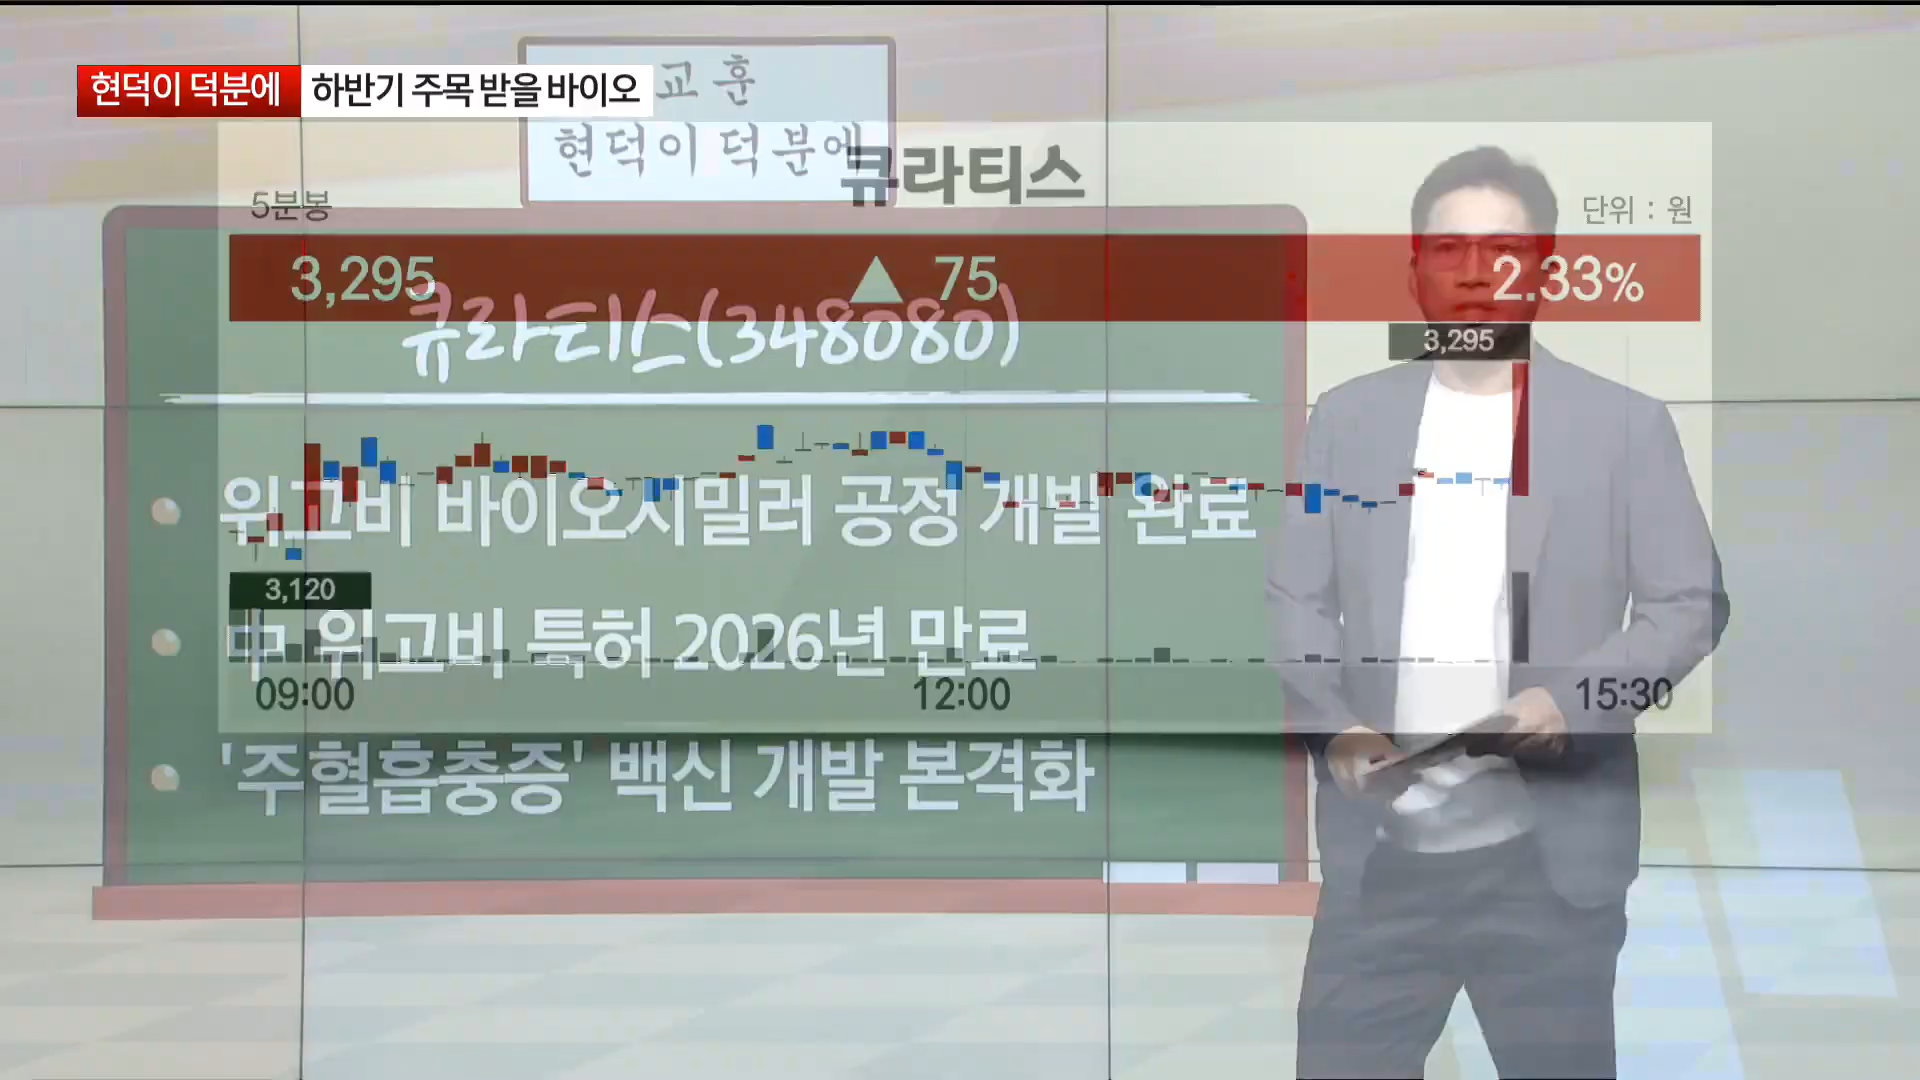 현덕이 덕분에 하반기 주목 받을 바이오
교훈
현덕이 덕분에
큐라티스
5분봉
단위 : 원
3,295 ▲ 75 2.33%
큐라티스(348080)
3,295
위고비 바이오시밀러 공정 개발 완료
3,120
中 위고비 특허 2026년 만료
09:00 12:00 15:30
'주혈흡충증' 백신 개발 본격화